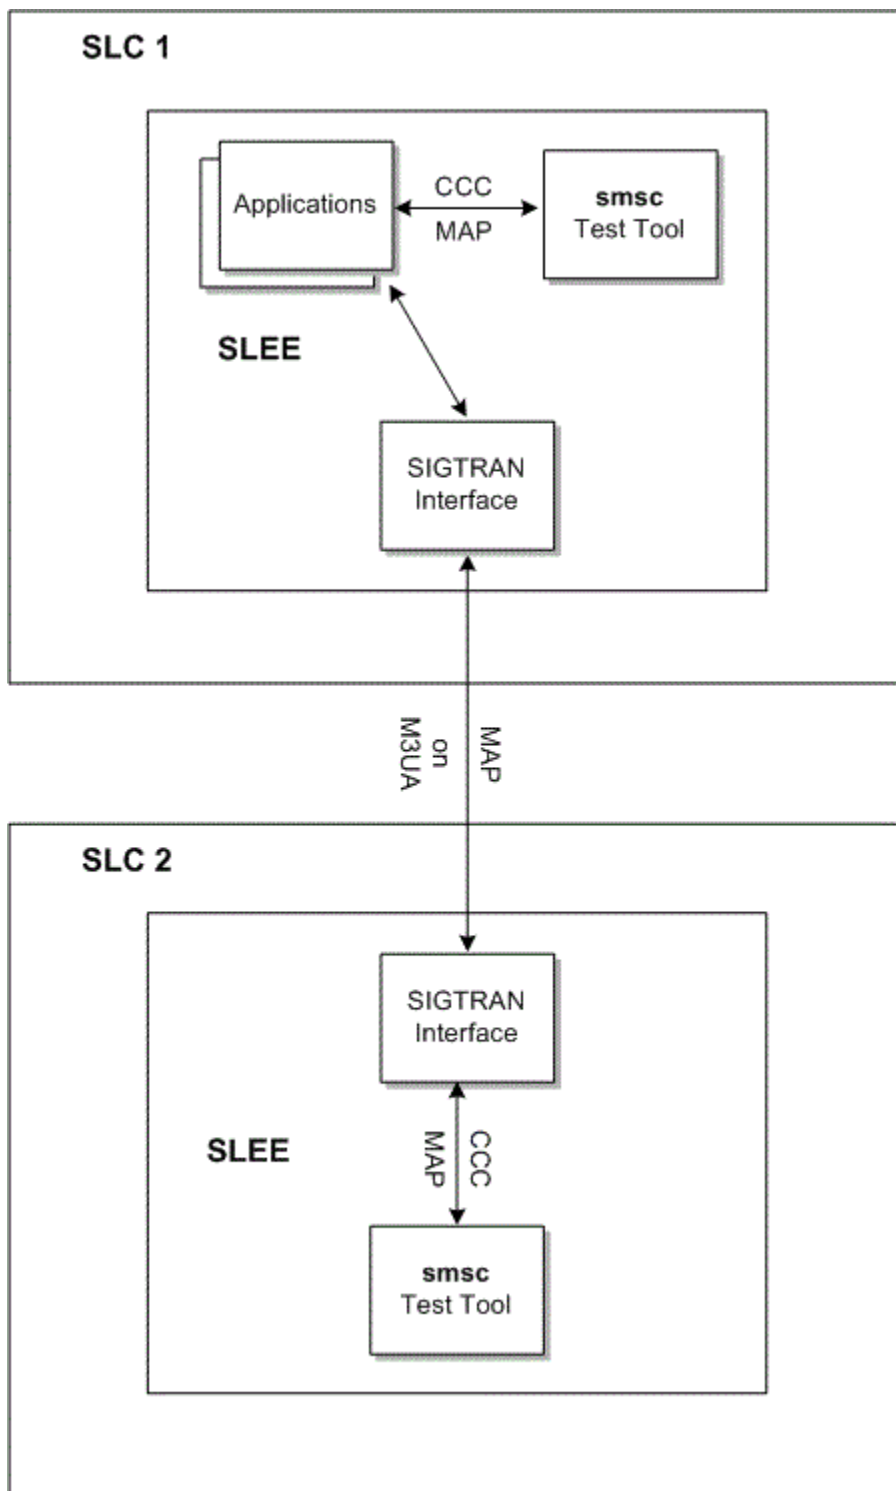 SLC 1
Applications
CCC
MAP
smsc
Test Tool
SLEE
SIGTRAN
Interface
MAP
on
M3UA
SLC 2
SIGTRAN
Interface
SLEE
CCC
MAP
smsc
Test Tool